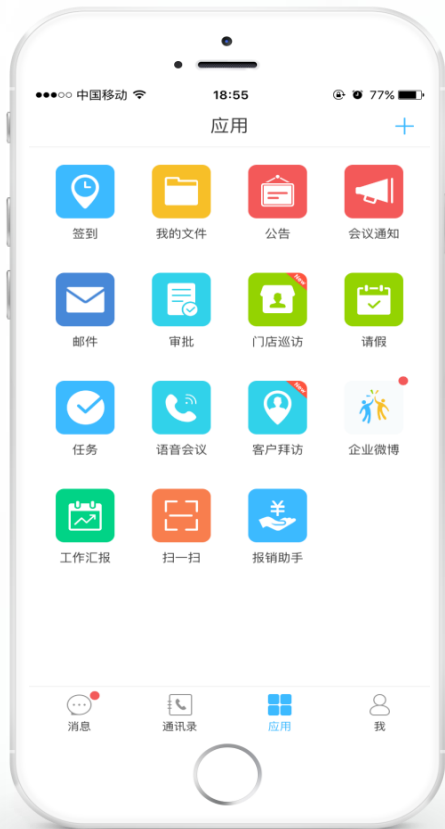 中国移动 18:55 77%
应用
签到 我的文件 公告 会议通知
New
邮件 审批 门店巡访 请假
New
任务 语音会议 客户拜访 企业微博
工作汇报 扫一扫 报销助手
消息 通讯录 应用 我